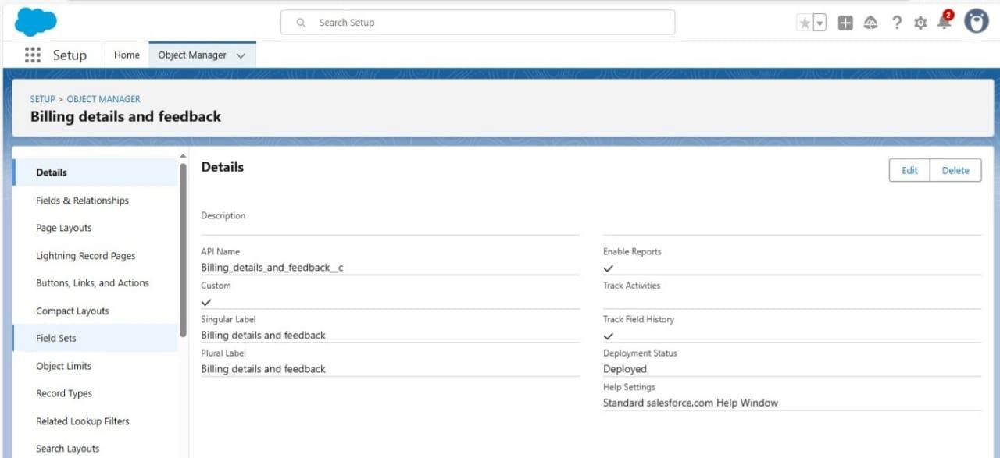 Search Setup
2
Setup
Home
Object Manager
SETUP > OBJECT MANAGER
Billing details and feedback
Details
Fields & Relationships
Page Layouts
Lightning Record Pages
Buttons, Links, and Actions
Compact Layouts
Field Sets
Object Limits
Record Types
Related Lookup Filters
Search Layouts
Details
Edit
Delete
Description
API Name
Billing_details_and_feedback__c
Custom
Singular Label
Billing details and feedback
Plural Label
Billing details and feedback
Enable Reports
Track Activities
Track Field History
Deployment Status
Deployed
Help Settings
Standard salesforce.com Help Window